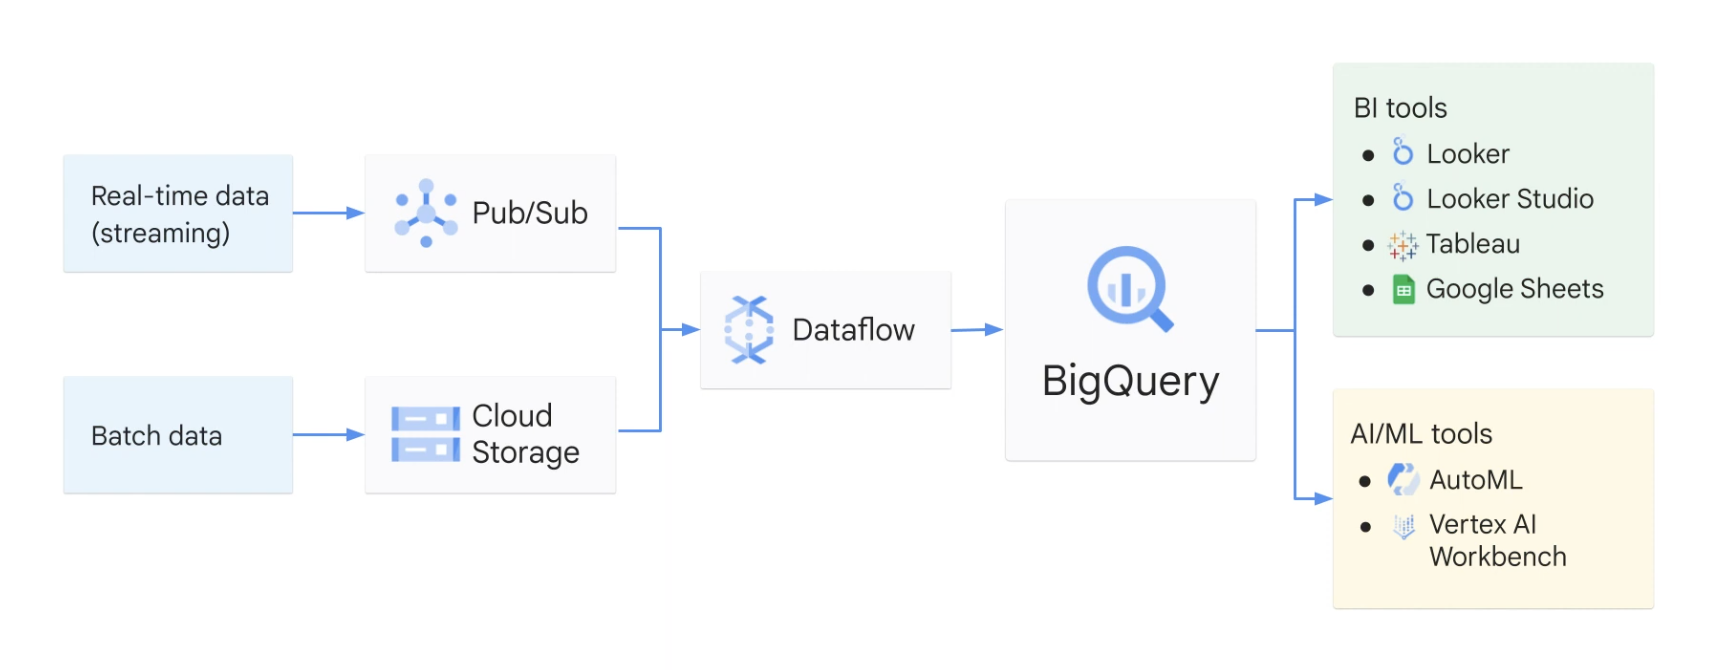 Real-time data
(streaming)
Pub/Sub
Batch data
Cloud
Storage
Dataflow
BigQuery
BI tools
● Looker
● Looker Studio
● Tableau
● Google Sheets
AI/ML tools
● AutoML
● Vertex AI
Workbench